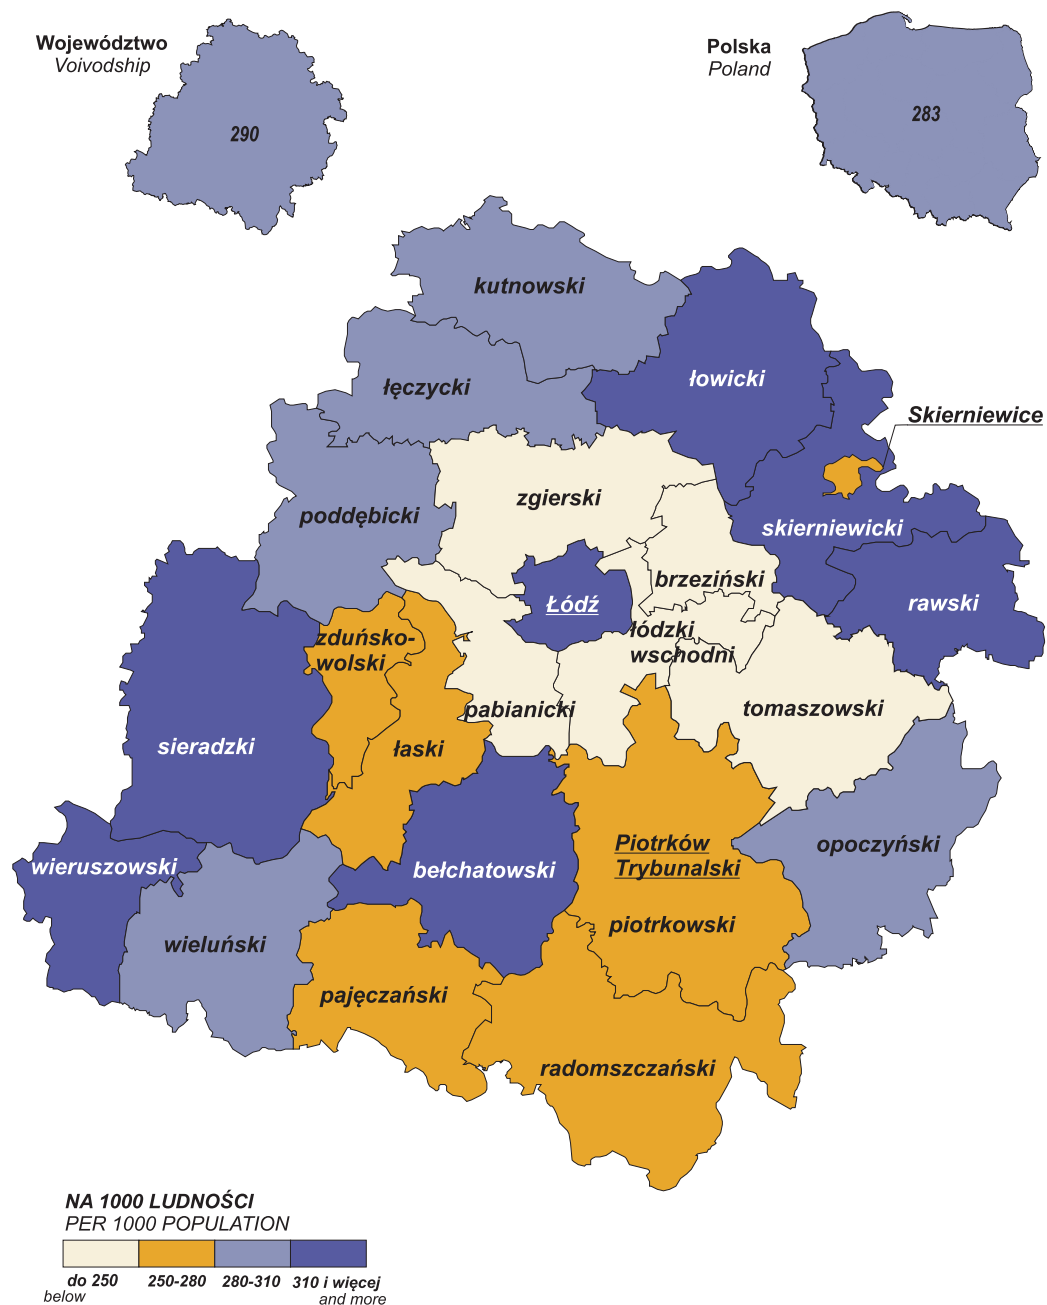 Województwo
Voivodship
290
Polska
Poland
283
kutnowski
łowicki
łęczycki
Skierniewice
zgierski
poddębicki
skierniewicki
brzeziński
Łódź
rawski
łódzki
wschodni
zduńsko-
wolski
pabianicki
tomaszowski
sieradzki
łaski
Piotrków
Trybunalski
opoczyński
wieruszowski
bełchatowski
piotrkowski
wieluński
pajęczański
radomszczański
NA 1000 LUDNOŚCI
PER 1000 POPULATION
do 250 250-280 280-310 310 i więcej
below and more